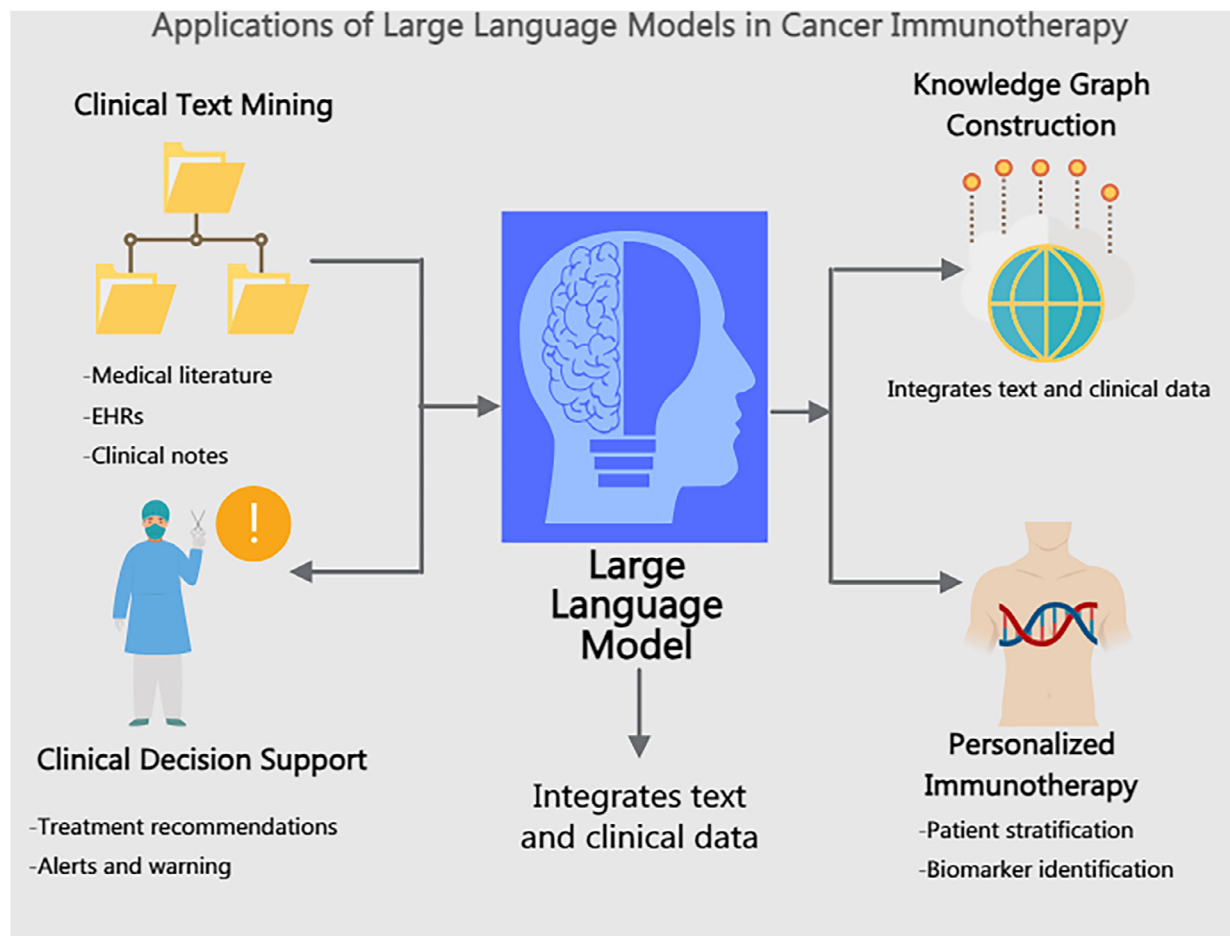 Applications of Large Language Models in Cancer Immunotherapy
Clinical Text Mining
-Medical literature
-EHRs
-Clinical notes
Clinical Decision Support
-Treatment recommendations
-Alerts and warning
Large
Language
Model
Integrates text
and clinical data
Knowledge Graph
Construction
Integrates text and clinical data
Personalized
Immunotherapy
-Patient stratification
-Biomarker identification